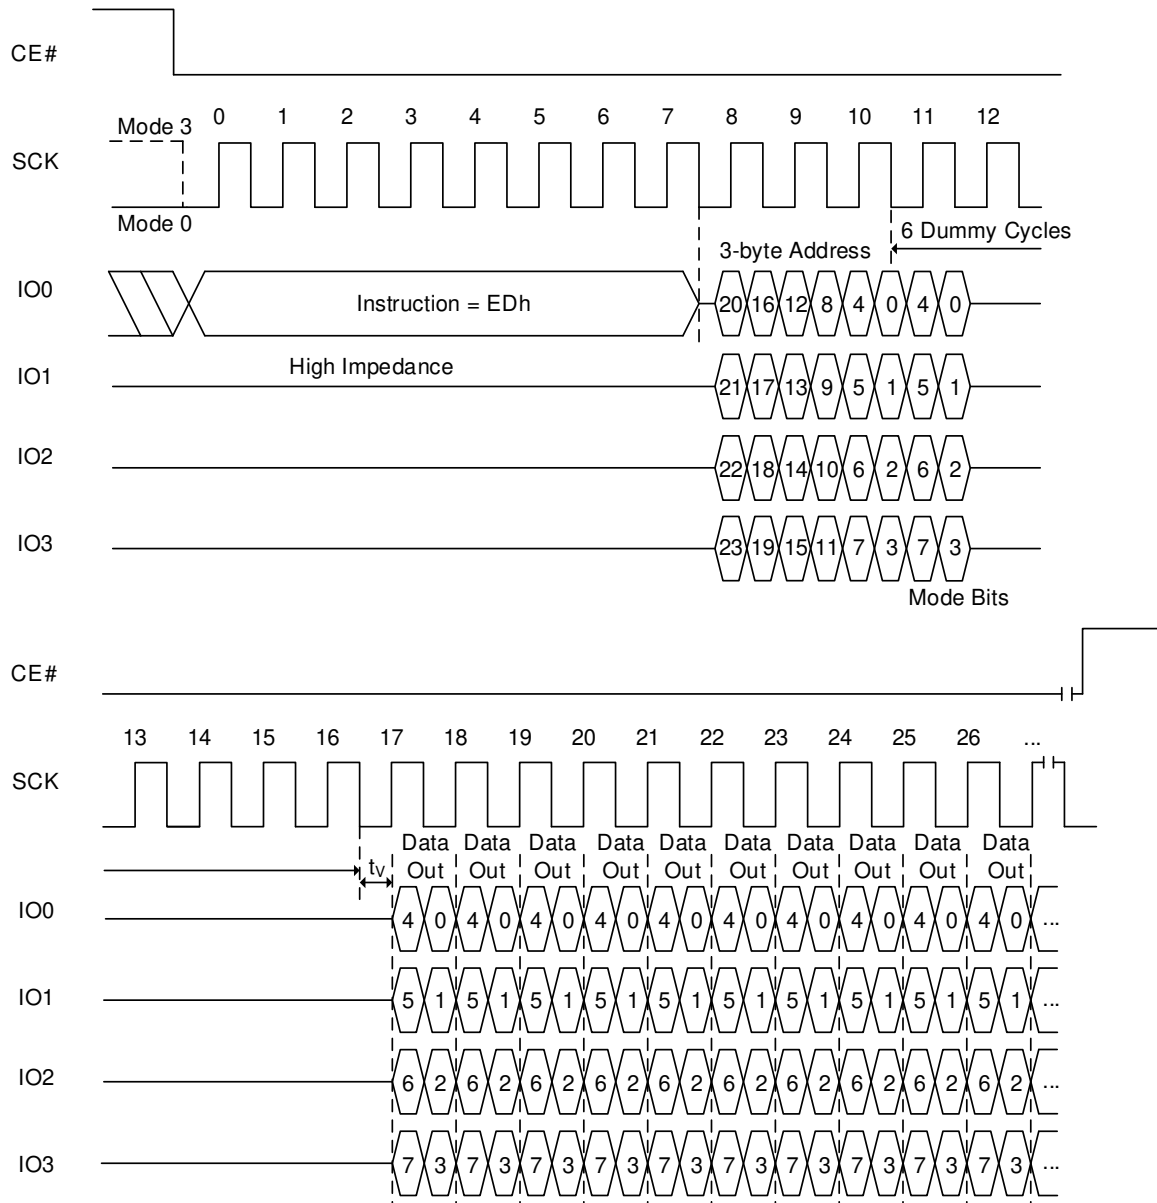 CE#
0 1 2 3 4 5 6 7 8 9 10 11 12
Mode 3
SCK
Mode 0
6 Dummy Cycles
3-byte Address
IO0
Instruction = EDh
20 16 12 8 4 0 4 0
High Impedance
IO1
21 17 13 9 5 1 5 1
IO2
22 18 14 10 6 2 6 2
IO3
23 19 15 11 7 3 7 3
Mode Bits
CE#
13 14 15 16 17 18 19 20 21 22 23 24 25 26 ...
SCK
Data Data Data Data Data Data Data Data Data Data
tV Out Out Out Out Out Out Out Out Out Out
IO0 4 0 4 0 4 0 4 0 4 0 4 0 4 0 4 0 4 0 4 0 ...
IO1 5 1 5 1 5 1 5 1 5 1 5 1 5 1 5 1 5 1 5 1 ...
IO2 6 2 6 2 6 2 6 2 6 2 6 2 6 2 6 2 6 2 6 2 ...
IO3 7 3 7 3 7 3 7 3 7 3 7 3 7 3 7 3 7 3 7 3 ...